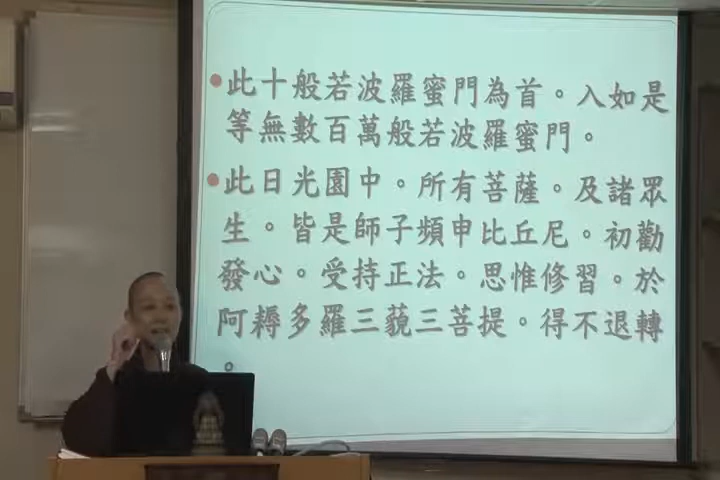 •此十般若波羅蜜門為首。入如是
等無數百萬般若波羅蜜門。
•此日光園中。所有菩薩。及諸眾
生。皆是師子頻申比丘尼。初勸
發心。受持正法。思惟修習。於
阿耨多羅三藐三菩提。得不退轉
。